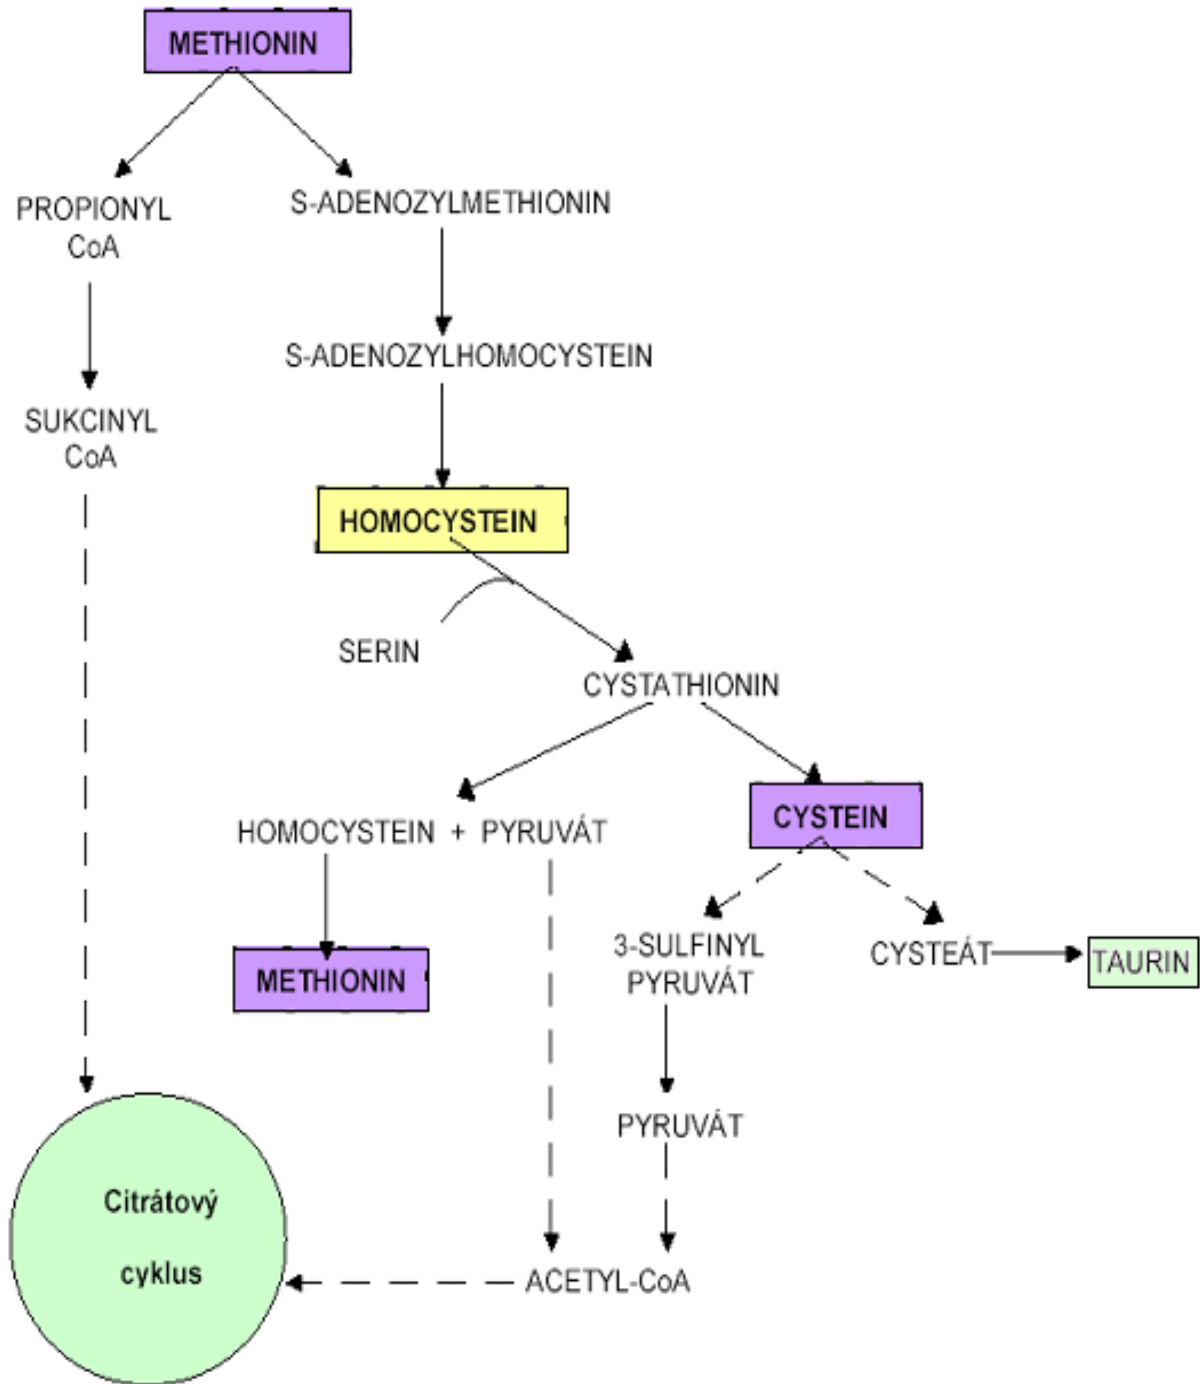 METHIONIN
PROPIONYL
CoA
S-ADENOZYLMETHIONIN
S-ADENOZYLHOMOCYSTEIN
SUKCINYL
CoA
HOMOCYSTEIN
SERIN
CYSTATHIONIN
HOMOCYSTEIN + PYRUVÁT
CYSTEIN
METHIONIN
3-SULFINYL
PYRUVÁT
CYSTEÁT
TAURIN
PYRUVÁT
Citrátový
cyklus
ACETYL-CoA